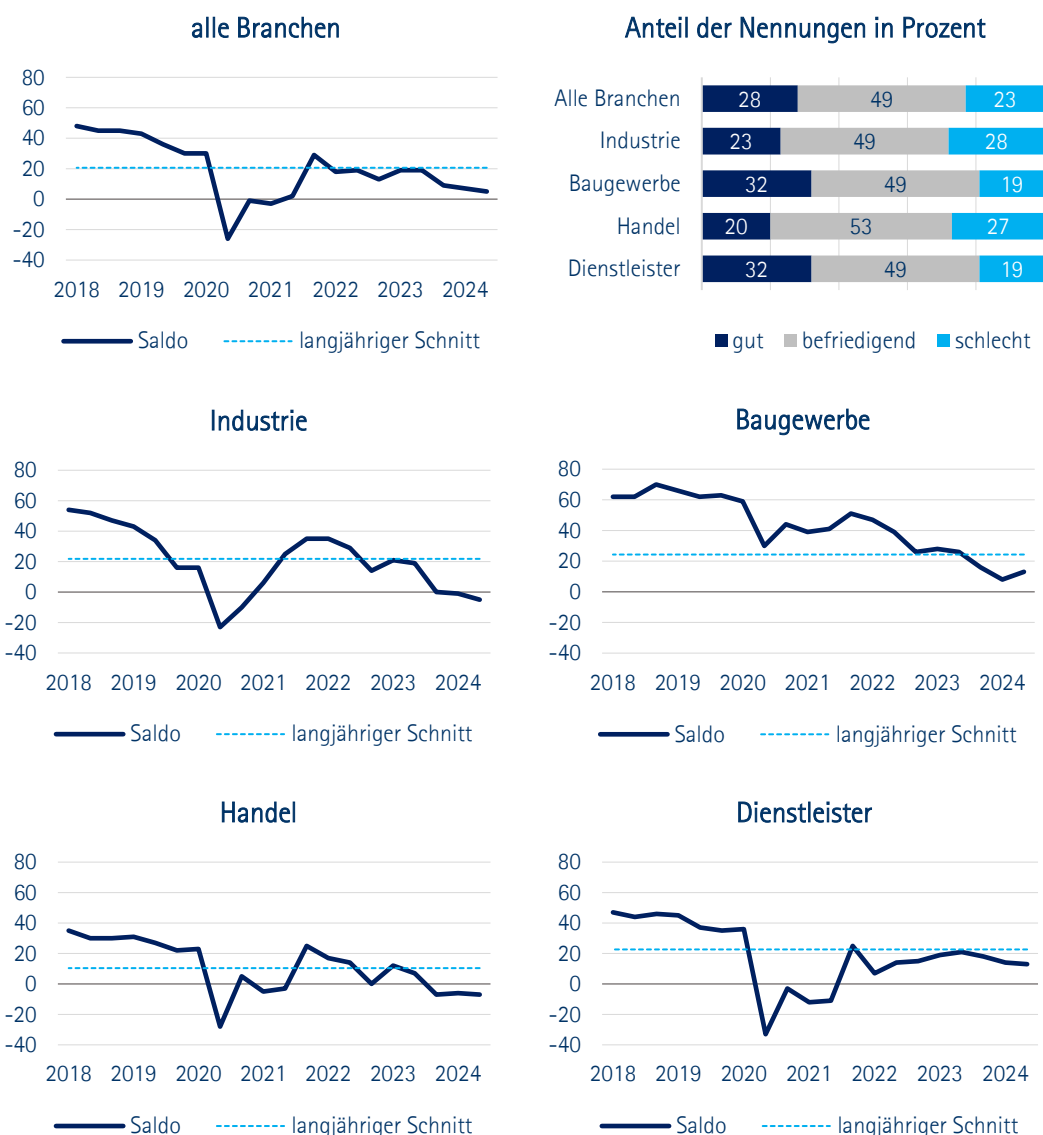 alle Branchen
80
60
40
20
0
-20
-40
2018 2019 2020 2021 2022 2023 2024
Saldo langjähriger Schnitt
Anteil der Nennungen in Prozent
Alle Branchen 28 49 23
Industrie 23 49 28
Baugewerbe 32 49 19
Handel 20 53 27
Dienstleister 32 49 19
gut befriedigend schlecht
Industrie
80
60
40
20
0
-20
-40
2018 2019 2020 2021 2022 2023 2024
Saldo langjähriger Schnitt
Baugewerbe
80
60
40
20
0
-20
-40
2018 2019 2020 2021 2022 2023 2024
Saldo langjähriger Schnitt
Handel
80
60
40
20
0
-20
-40
2018 2019 2020 2021 2022 2023 2024
Saldo langjähriger Schnitt
Dienstleister
80
60
40
20
0
-20
-40
2018 2019 2020 2021 2022 2023 2024
Saldo langjähriger Schnitt